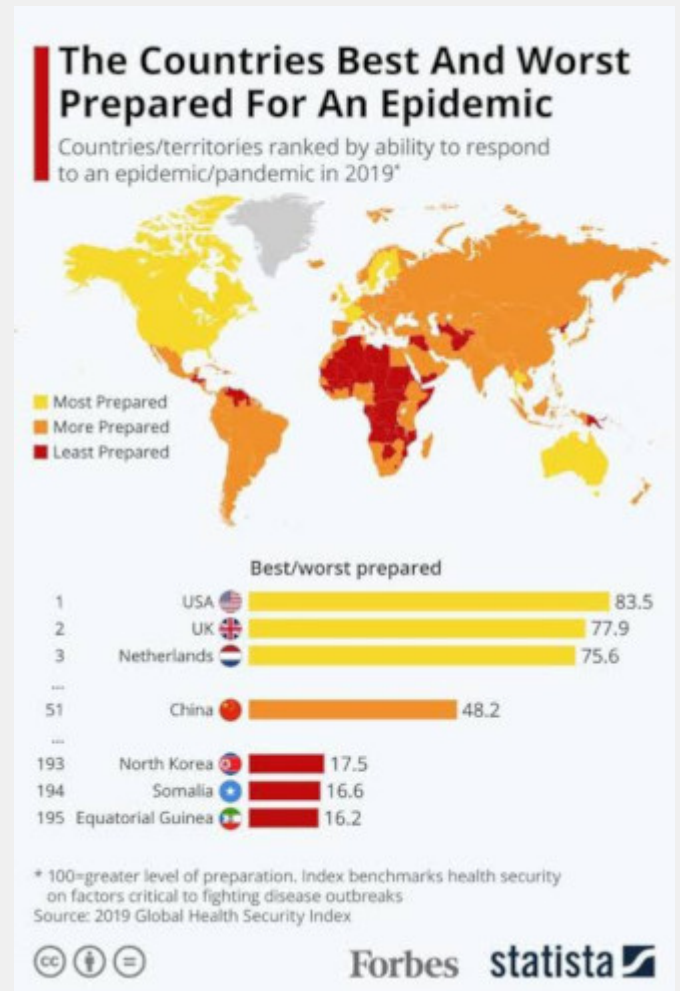 The Countries Best And Worst
Prepared For An Epidemic
Countries/territories ranked by ability to respond
to an epidemic/pandemic in 2019*
Most Prepared
More Prepared
Least Prepared
Best/worst prepared
1 USA 83.5
2 UK 77.9
3 Netherlands 75.6
...
51 China 48.2
...
193 North Korea 17.5
194 Somalia 16.6
195 Equatorial Guinea 16.2
* 100=greater level of preparation. Index benchmarks health security
on factors critical to fighting disease outbreaks
Source: 2019 Global Health Security Index
cc
Forbes statista